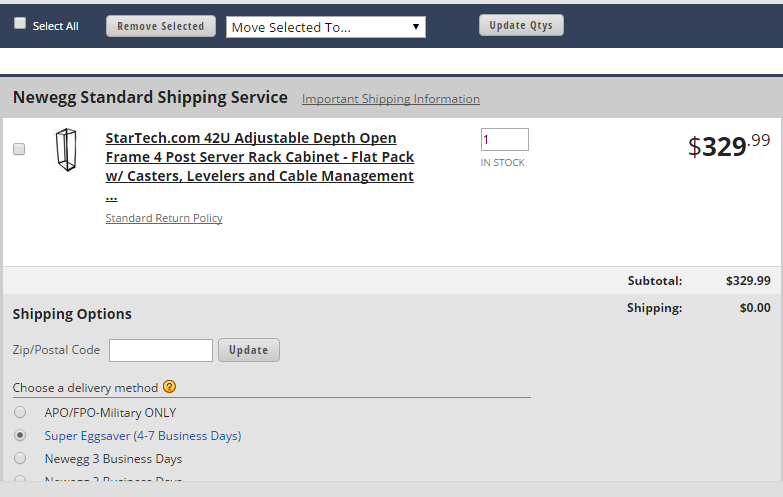 Select All
Remove Selected
Move Selected To...
Update Qtys
Newegg Standard Shipping Service
Important Shipping Information
StarTech.com 42U Adjustable Depth Open
Frame 4 Post Server Rack Cabinet - Flat Pack
w/ Casters, Levelers and Cable Management
...
Standard Return Policy
1
IN STOCK
$329.99
Subtotal: $329.99
Shipping: $0.00
Shipping Options
Zip/Postal Code
Update
Choose a delivery method ?
APO/FPO-Military ONLY
Super Eggsaver (4-7 Business Days)
Newegg 3 Business Days